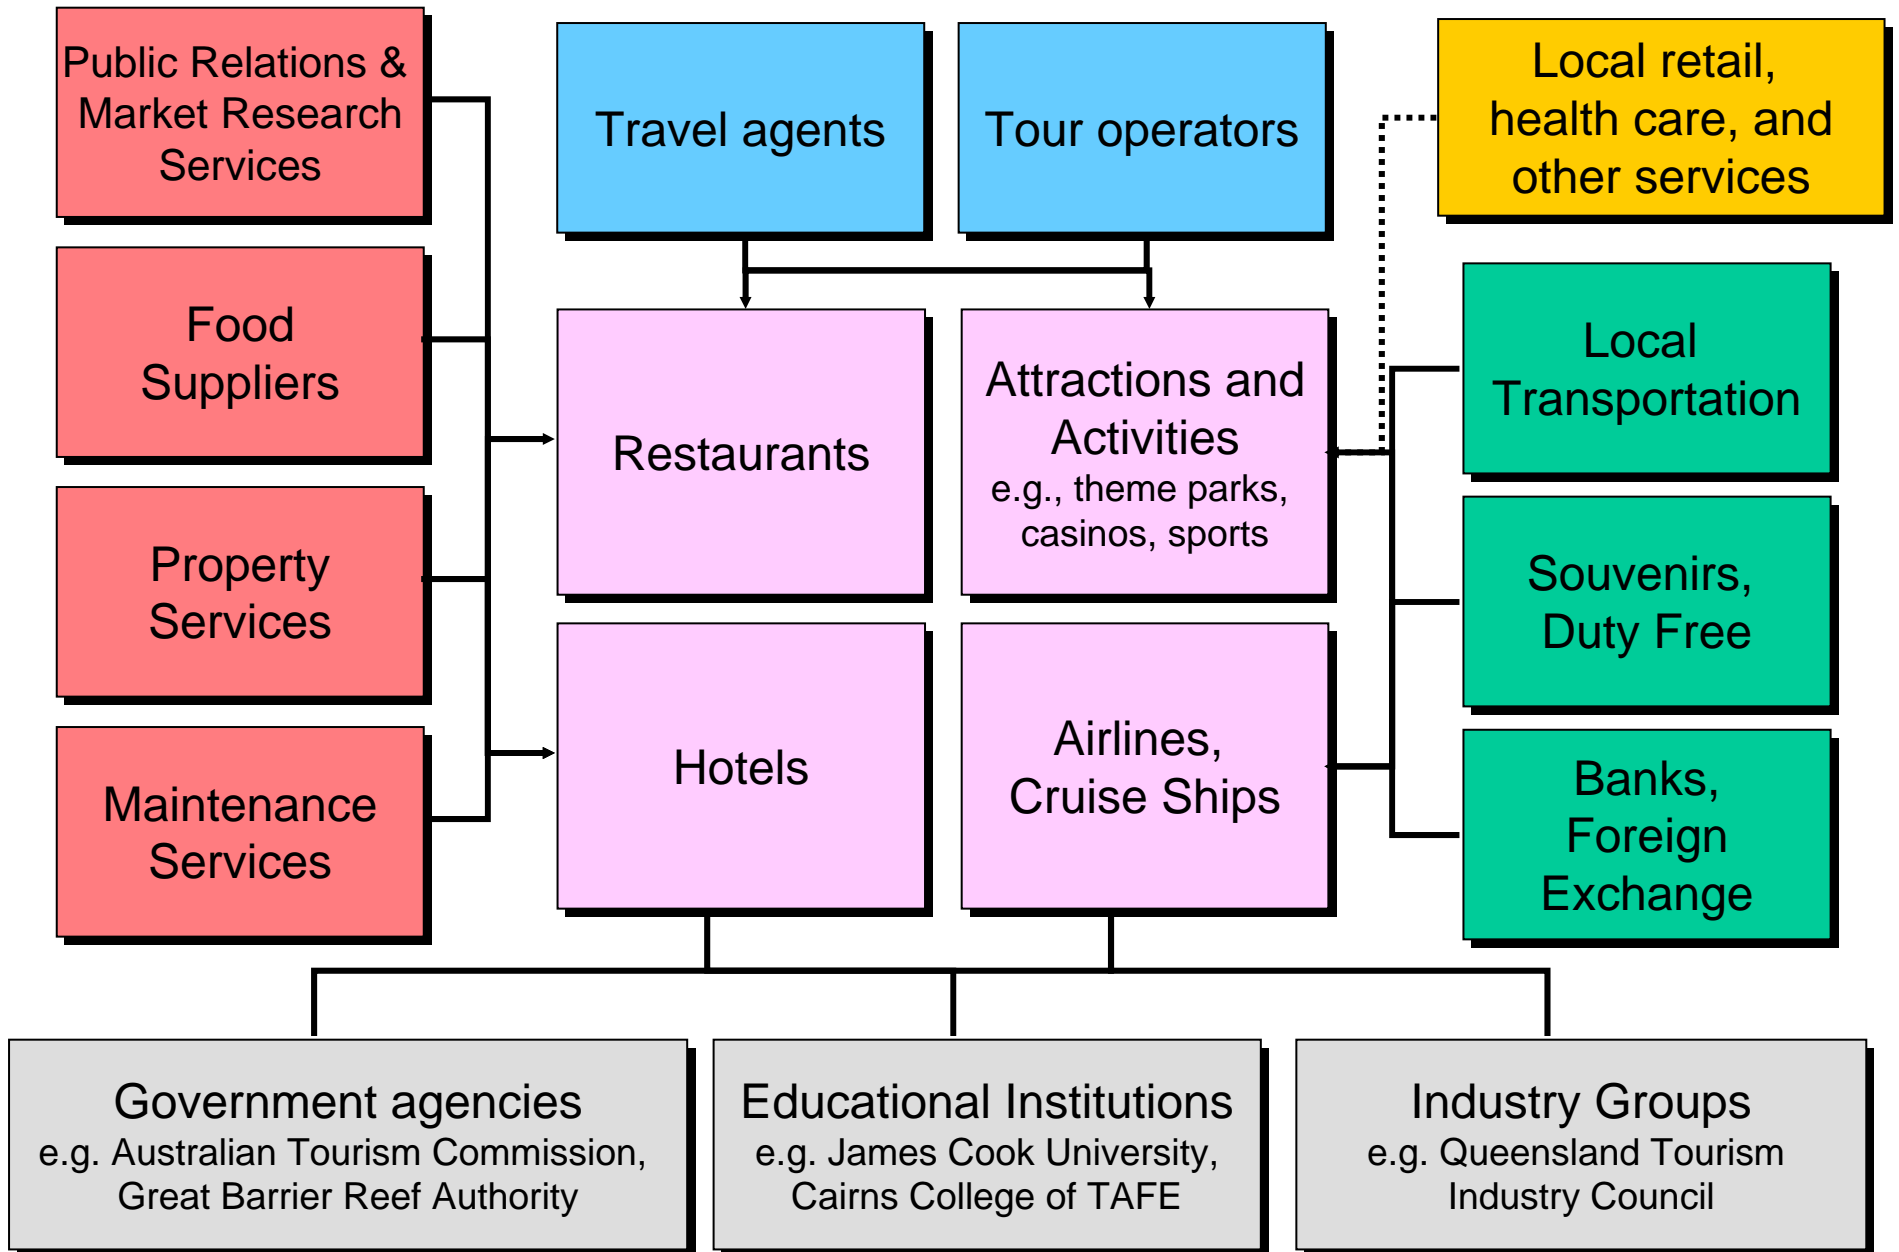 Public Relations &
Market Research
Services
Travel agents
Tour operators
Local retail,
health care, and
other services
Food
Suppliers
Restaurants
Attractions and
Activities
e.g., theme parks,
casinos, sports
Local
Transportation
Property
Services
Souvenirs,
Duty Free
Maintenance
Services
Hotels
Airlines,
Cruise Ships
Banks,
Foreign
Exchange
Government agencies
e.g. Australian Tourism Commission,
Great Barrier Reef Authority
Educational Institutions
e.g. James Cook University,
Cairns College of TAFE
Industry Groups
e.g. Queensland Tourism
Industry Council